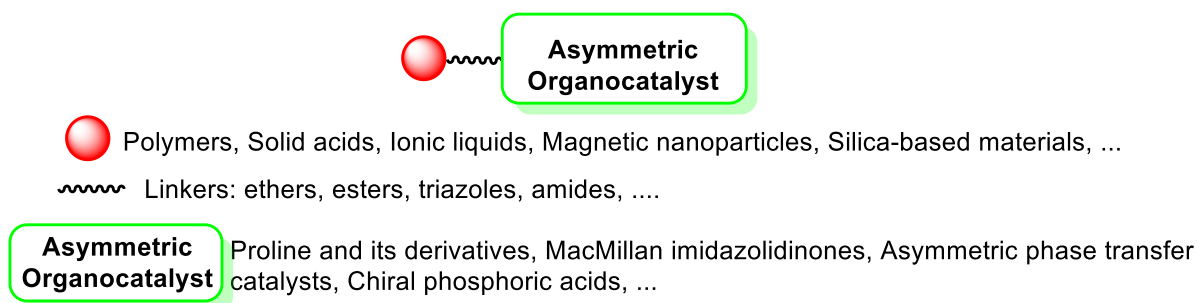 Asymmetric
Organocatalyst
Polymers, Solid acids, Ionic liquids, Magnetic nanoparticles, Silica-based materials, ...
Linkers: ethers, esters, triazoles, amides, ....
Asymmetric
Organocatalyst
Proline and its derivatives, MacMillan imidazolidinones, Asymmetric phase transfer
catalysts, Chiral phosphoric acids, ...